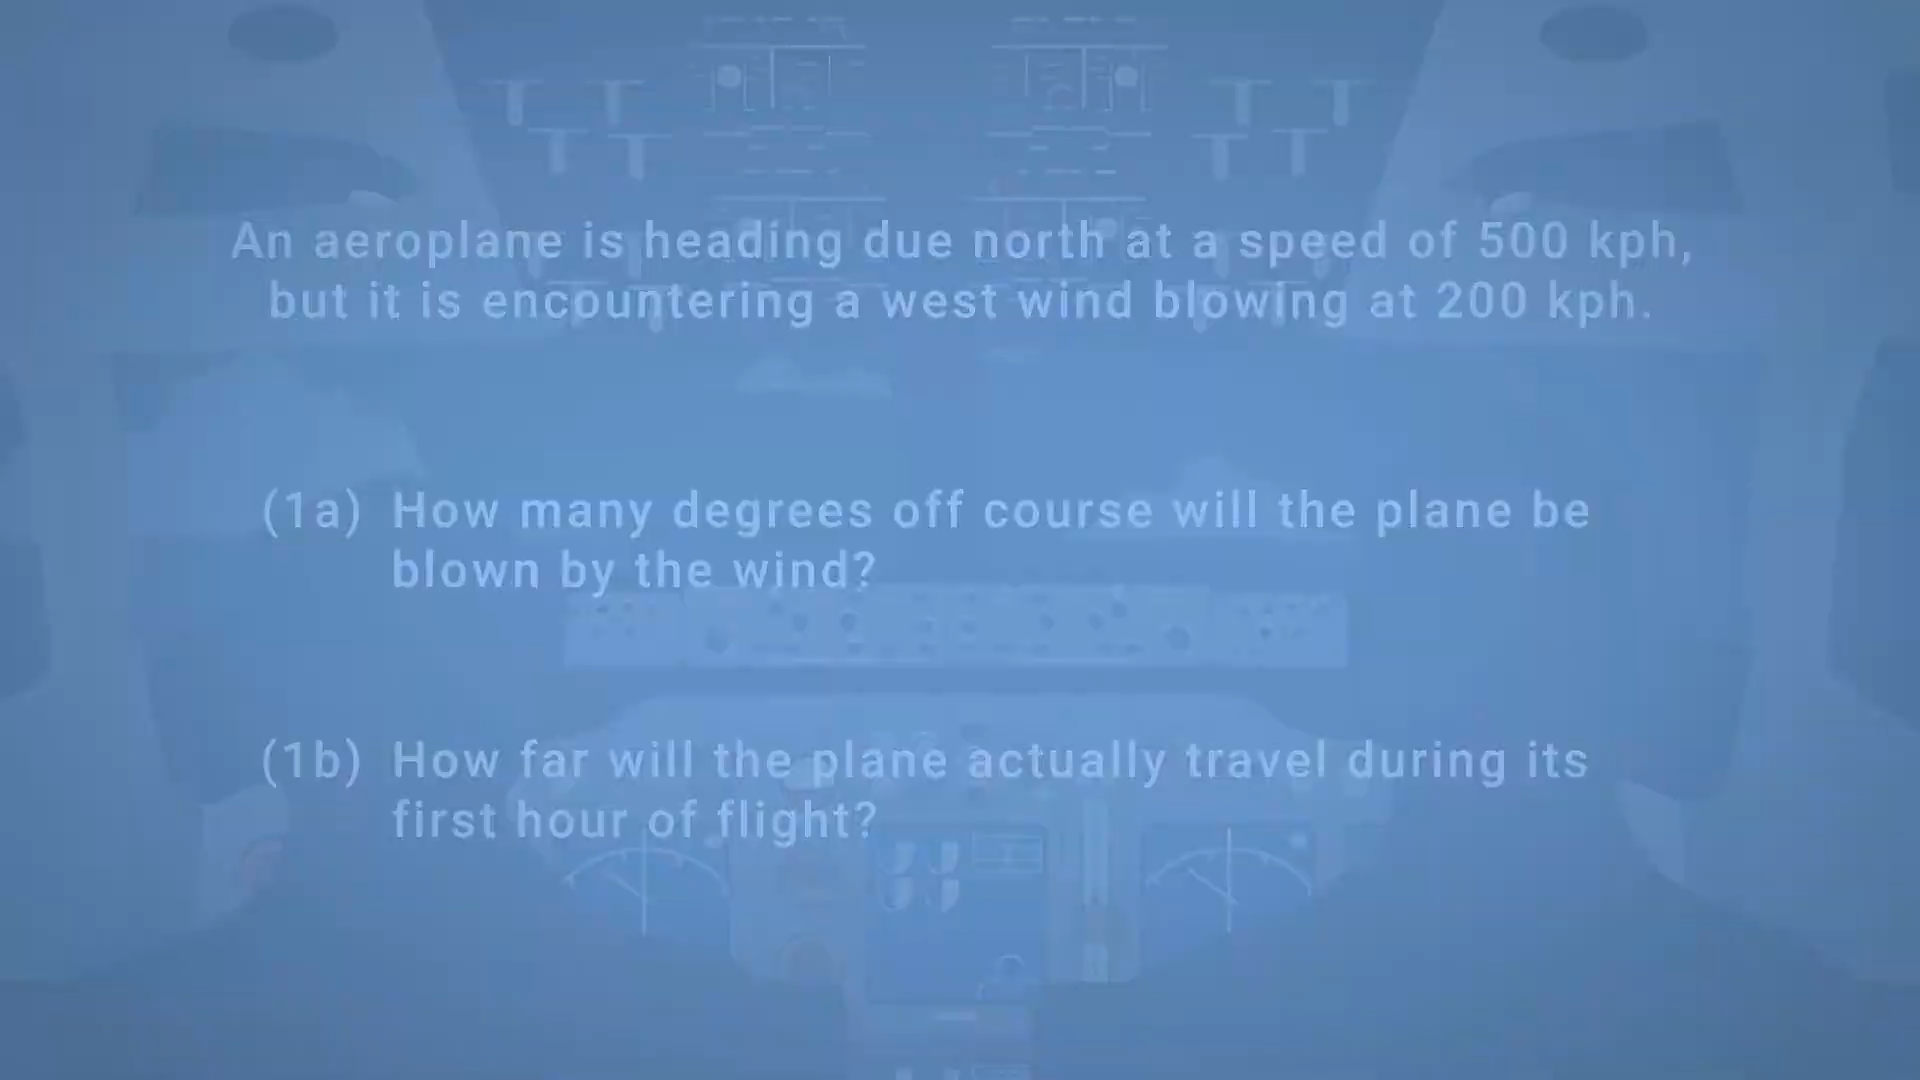 An aeroplane is heading due north at a speed of 500 kph,
but it is encountering a west wind blowing at 200 kph.
(1a) How many degrees off course will the plane be
blown by the wind?
(1b) How far will the plane actually travel during its
first hour of flight?